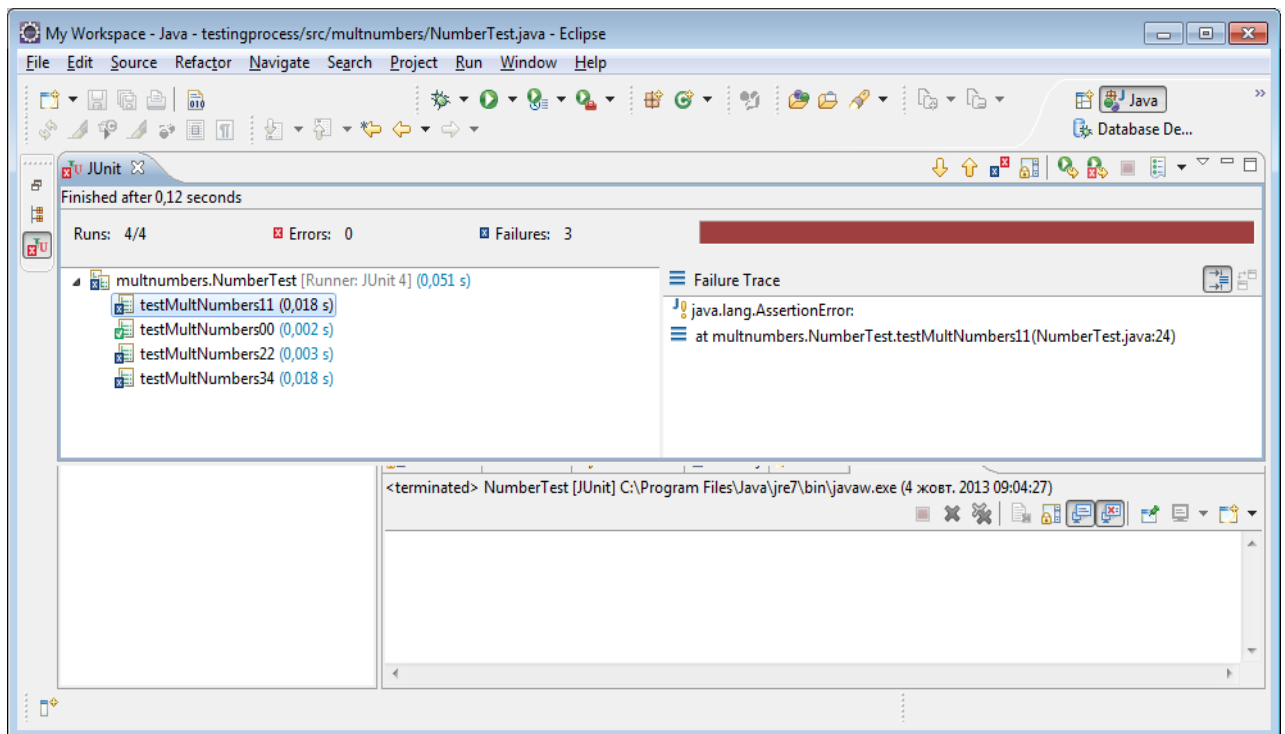 My Workspace - Java - testingprocess/src/multnumbers/NumberTest.java - Eclipse
File Edit Source Refactor Navigate Search Project Run Window Help
Java
Database De...
JUnit
Finished after 0,12 seconds
Runs: 4/4 Errors: 0 Failures: 3
multnumbers.NumberTest [Runner: JUnit 4] (0,051 s)
testMultNumbers11 (0,018 s)
testMultNumbers00 (0,002 s)
testMultNumbers22 (0,003 s)
testMultNumbers34 (0,018 s)
Failure Trace
java.lang.AssertionError:
at multnumbers.NumberTest.testMultNumbers11(NumberTest.java:24)
<terminated> NumberTest [JUnit] C:\Program Files\Java\jre7\bin\javaw.exe (4 жовт. 2013 09:04:27)